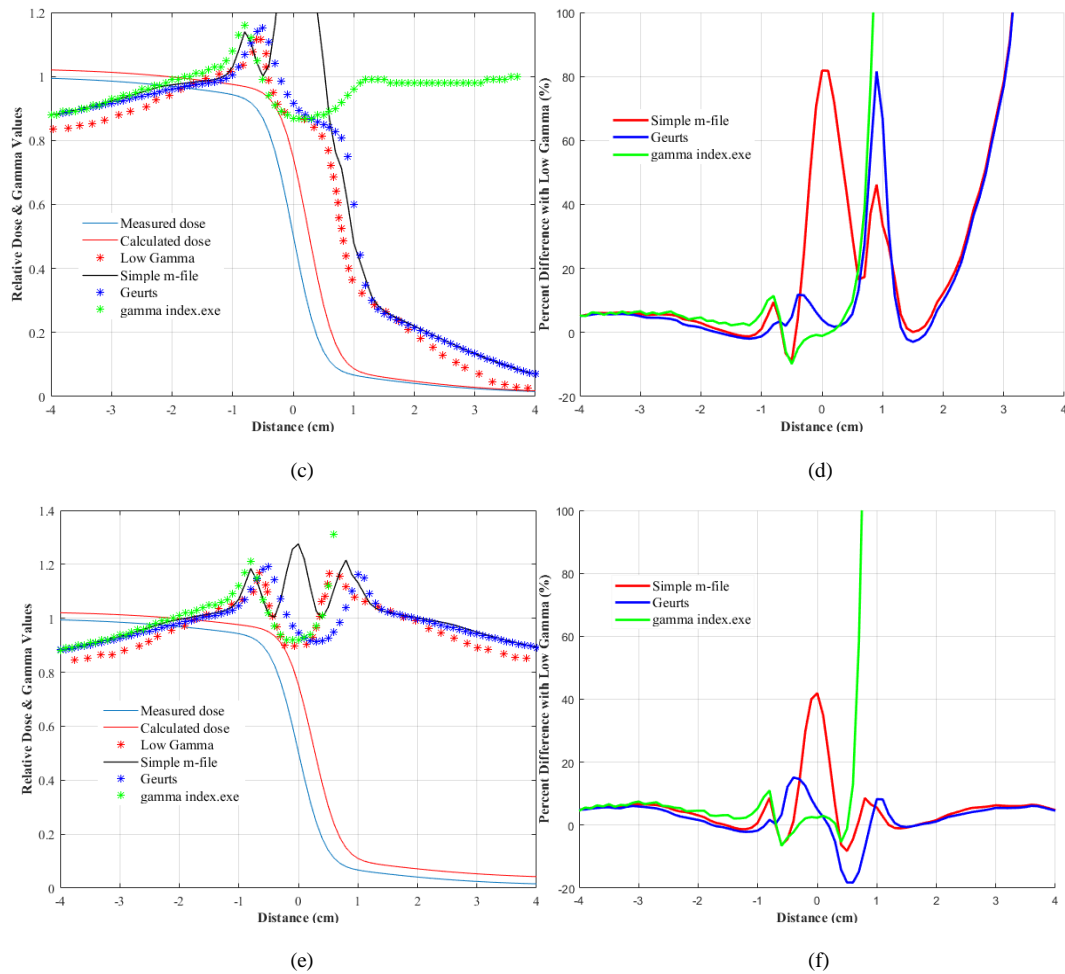 1.2
1
0.8
0.6
0.4
0.2
0
Relative Dose & Gamma Values
Measured dose
Calculated dose
Low Gamma
Simple m-file
Geurts
gamma index.exe
-4 -3 -2 -1 0 1 2 3 4
Distance (cm)
(c)
100
80
60
40
20
0
-20
Percent Difference with Low Gamma (%)
Simple m-file
Geurts
gamma index.exe
-4 -3 -2 -1 0 1 2 3 4
Distance (cm)
(d)
1.4
1.2
1
0.8
0.6
0.4
0.2
0
Relative Dose & Gamma Values
Measured dose
Calculated dose
Low Gamma
Simple m-file
Geurts
gamma index.exe
-4 -3 -2 -1 0 1 2 3 4
Distance (cm)
(e)
100
80
60
40
20
0
-20
Percent Difference with Low Gamma (%)
Simple m-file
Geurts
gamma index.exe
-4 -3 -2 -1 0 1 2 3 4
Distance (cm)
(f)